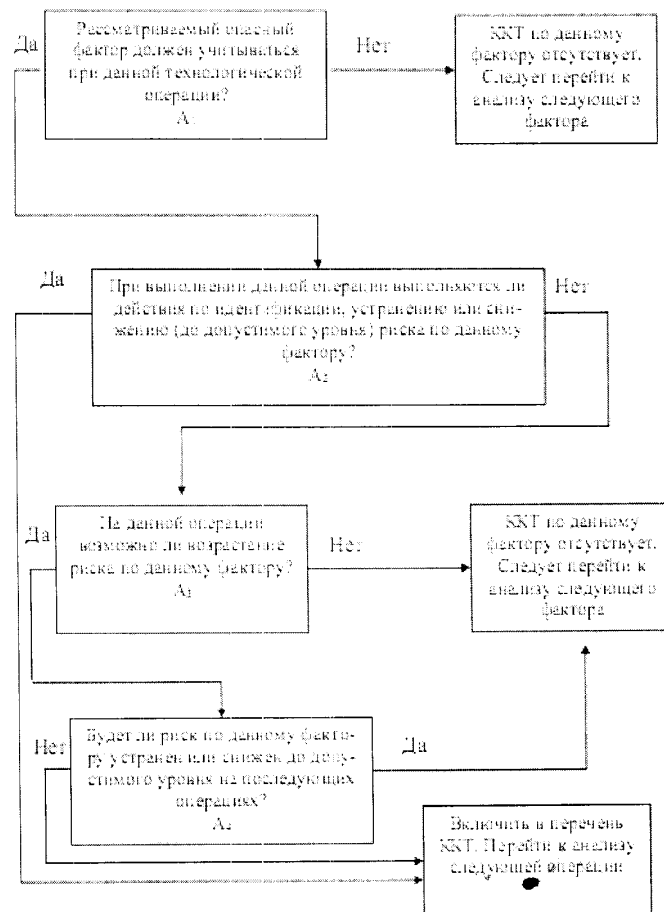 Да
Рассматриваемый опасный
фактор должен учитываться
при данной технологической
операции?
А₁
Нет
ККТ по данному
фактору отсутствует.
Следует перейти к
анализу следующего
фактора
Да
При выполнении данной операции выполняются ли
действия по идентификации, устранению или сни-
жению (до допустимого уровня) риска по данному
фактору?
А₂
Нет
Да
На данной операции
возможно ли возрастание
риска по данному фактору?
Нет
ККТ по данному
фактору отсутствует.
Следует перейти к
анализу следующего
фактора
Нет
Будет ли риск по данному факто-
ру устранен или снижен до допу-
стимого уровня на последующих
операциях?
Да
Включить в перечень
ККТ. Перейти к анализу
следующей операции